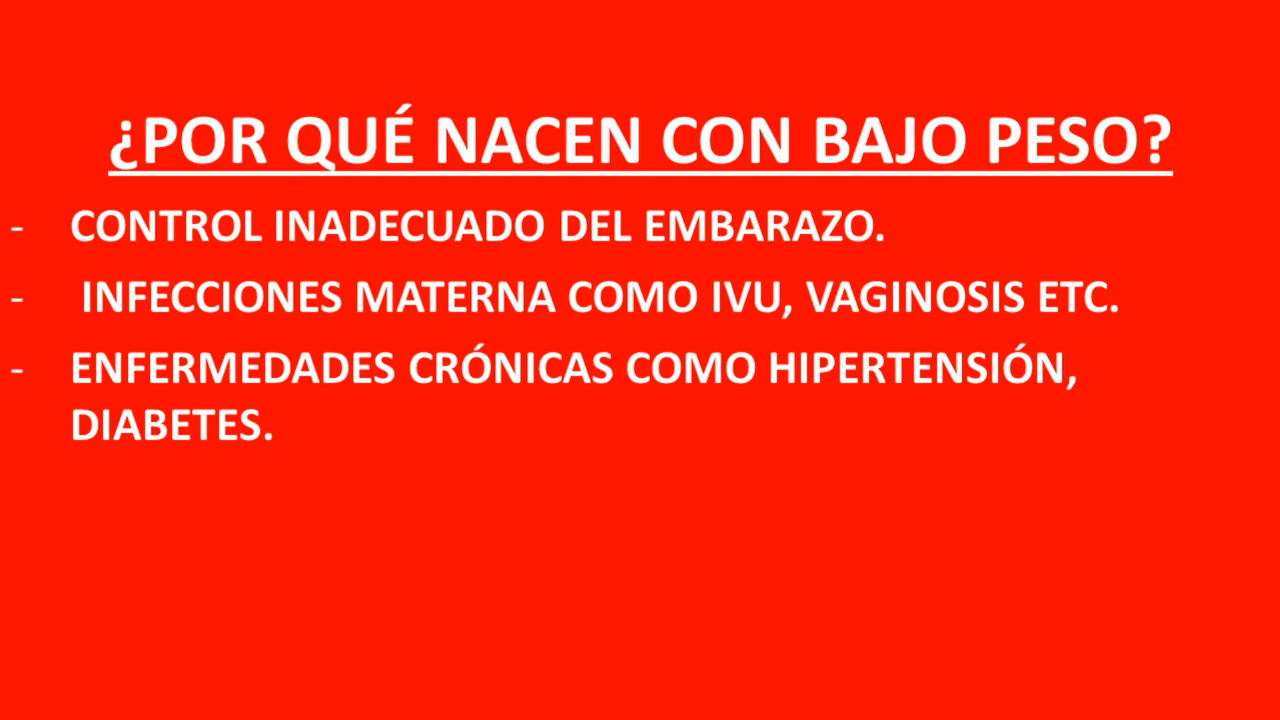 ¿POR QUÉ NACEN CON BAJO PESO?
- CONTROL INADECUADO DEL EMBARAZO.
- INFECCIONES MATERNA COMO IVU, VAGINOSIS ETC.
- ENFERMEDADES CRÓNICAS COMO HIPERTENSIÓN,
DIABETES.